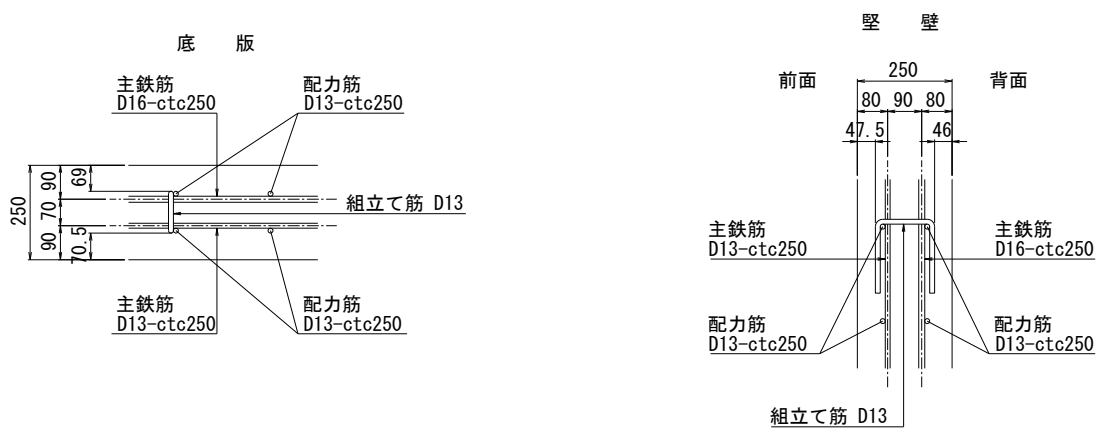 底 版
主鉄筋
D16-ctc250
配力筋
D13-ctc250
250
90
70
90
69
70.5
組立て筋 D13
主鉄筋
D13-ctc250
配力筋
D13-ctc250
竪 壁
前面
250
背面
80
90
80
47.5
46
主鉄筋
D13-ctc250
主鉄筋
D16-ctc250
配力筋
D13-ctc250
配力筋
D13-ctc250
組立て筋 D13